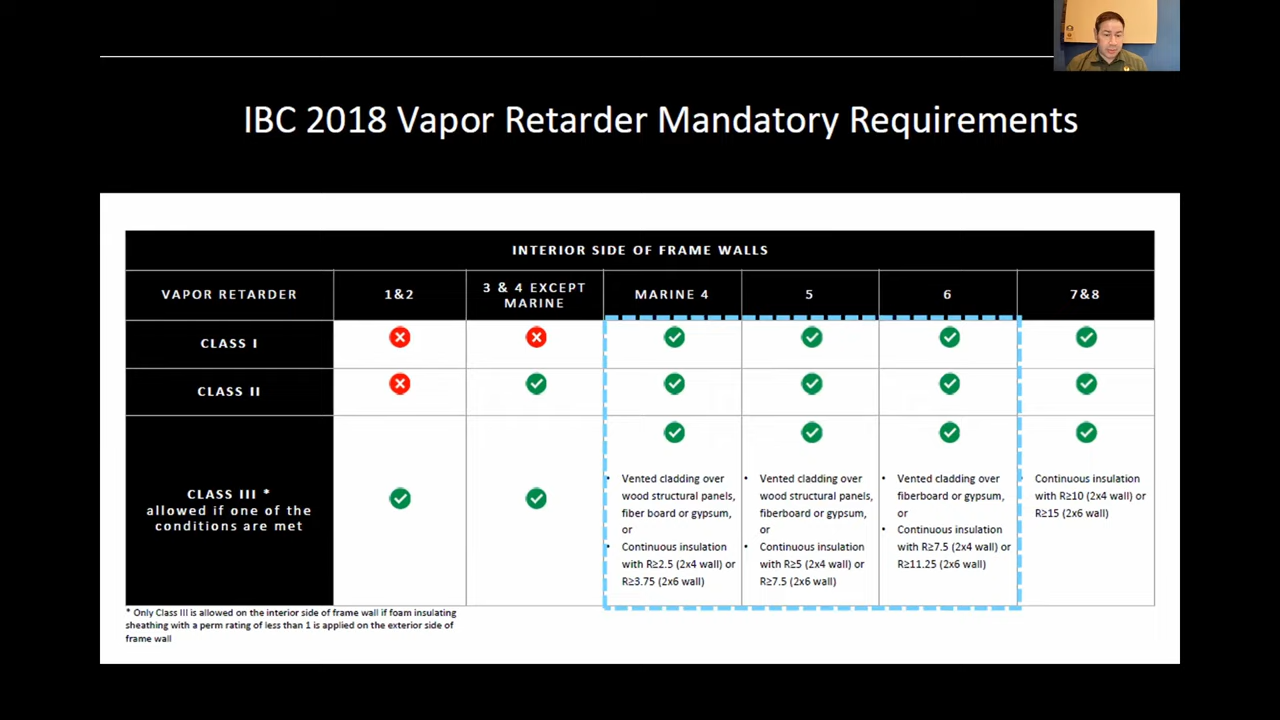 IBC 2018 Vapor Retarder Mandatory Requirements
INTERIOR SIDE OF FRAME WALLS
VAPOR RETARDER
1&2
3 & 4 EXCEPT
MARINE
MARINE 4
5
6
7&8
CLASS I
CLASS II
CLASS III *
allowed if one of the
conditions are met
• Vented cladding over
wood structural panels,
fiber board or gypsum,
or
• Continuous insulation
with R≥2.5 (2x4 wall) or
R≥3.75 (2x6 wall)
• Vented cladding over
wood structural panels,
fiberboard or gypsum,
or
• Continuous insulation
with R≥5 (2x4 wall) or
R≥7.5 (2x6 wall)
• Vented cladding over
fiberboard or gypsum,
or
• Continuous insulation
with R≥7.5 (2x4 wall) or
R≥11.25 (2x6 wall)
• Continuous insulation
with R≥10 (2x4 wall) or
R≥15 (2x6 wall)
* Only Class III is allowed on the interior side of frame wall if foam insulating
sheathing with a perm rating of less than 1 is applied on the exterior side of
frame wall